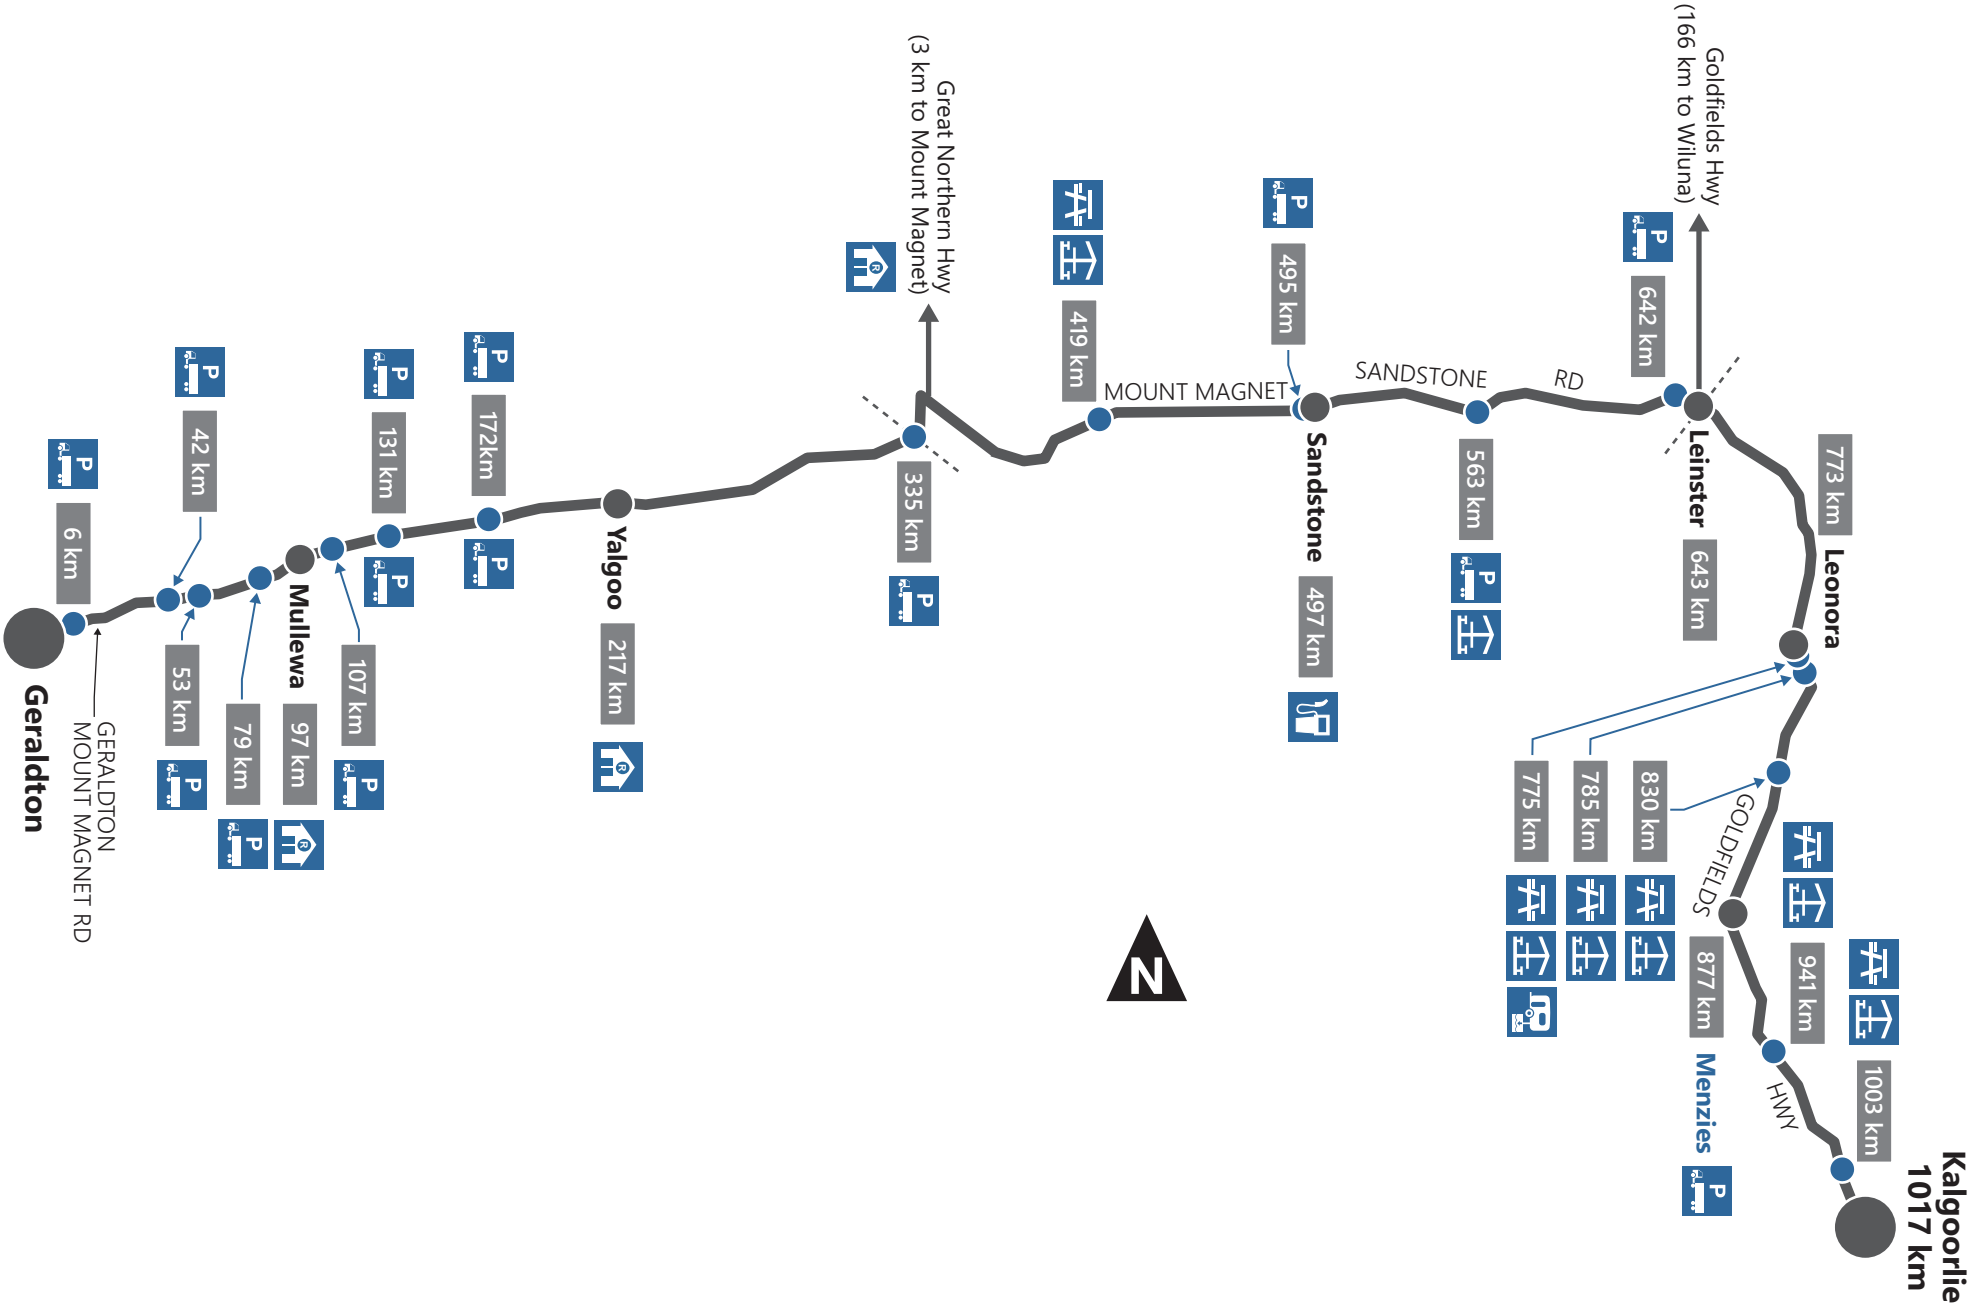 Goldfields Hwy
(166 km to Wiluna)
Great Northern Hwy
(3 km to Mount Magnet)
P
495 km
P
642 km
419 km
MOUNT MAGNET
SANDSTONE
RD
P
42 km
P
131 km
P
172km
P
6 km
335 km
P
Sandstone
497 km
563 km
P
Leinster
643 km
773 km
Leonora
Geraldton
GERALDTON
MOUNT MAGNET RD
53 km
P
79 km
P
Mullewa
97 km
R
107 km
P
P
P
Yalgoo
217 km
R
R
775 km
785 km
830 km
GOLDFIELDS
877 km
Menzies
P
941 km
HWY
1003 km
Kalgoorlie
1017 km
N